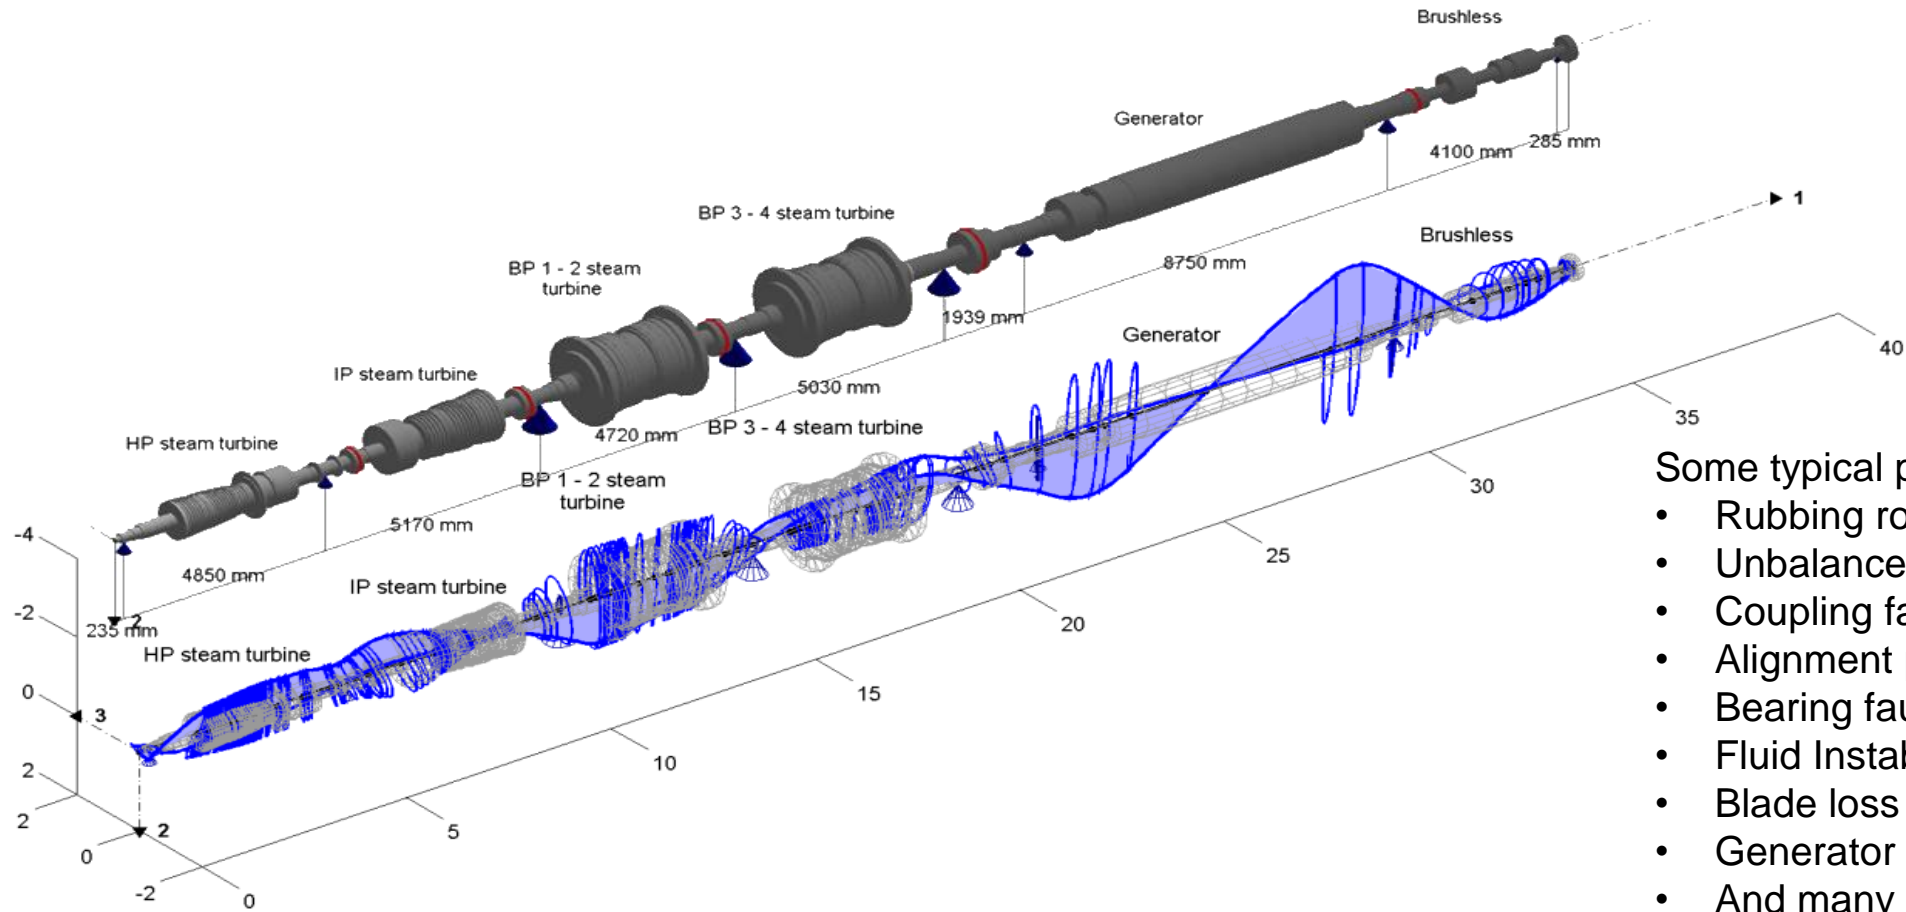 Brushless
Generator
4100 mm
285 mm
1
BP 3 - 4 steam turbine
Brushless
8750 mm
BP 1 - 2 steam
turbine
1939 mm
Generator
40
IP steam turbine
5030 mm
35
HP steam turbine
4720 mm
BP 3 - 4 steam turbine
30
BP 1 - 2 steam
turbine
5170 mm
25
-4
4850 mm
IP steam turbine
-2
2
235 mm
20
HP steam turbine
15
0
3
10
2
2
5
2
0
-2
0
Some typical
• Rubbing
• Unbalance
• Coupling
• Alignment
• Bearing
• Fluid
• Blade loss
• Generator
• And many